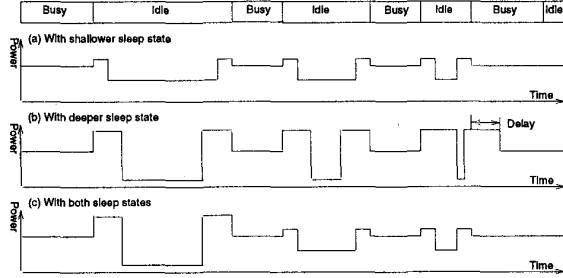 Busy Idle Busy Idle Busy Idle Busy Idle
(a) With shallower sleep state
Power
Time
(b) With deeper sleep state
Delay
Power
Time
(c) With both sleep states
Power
Time